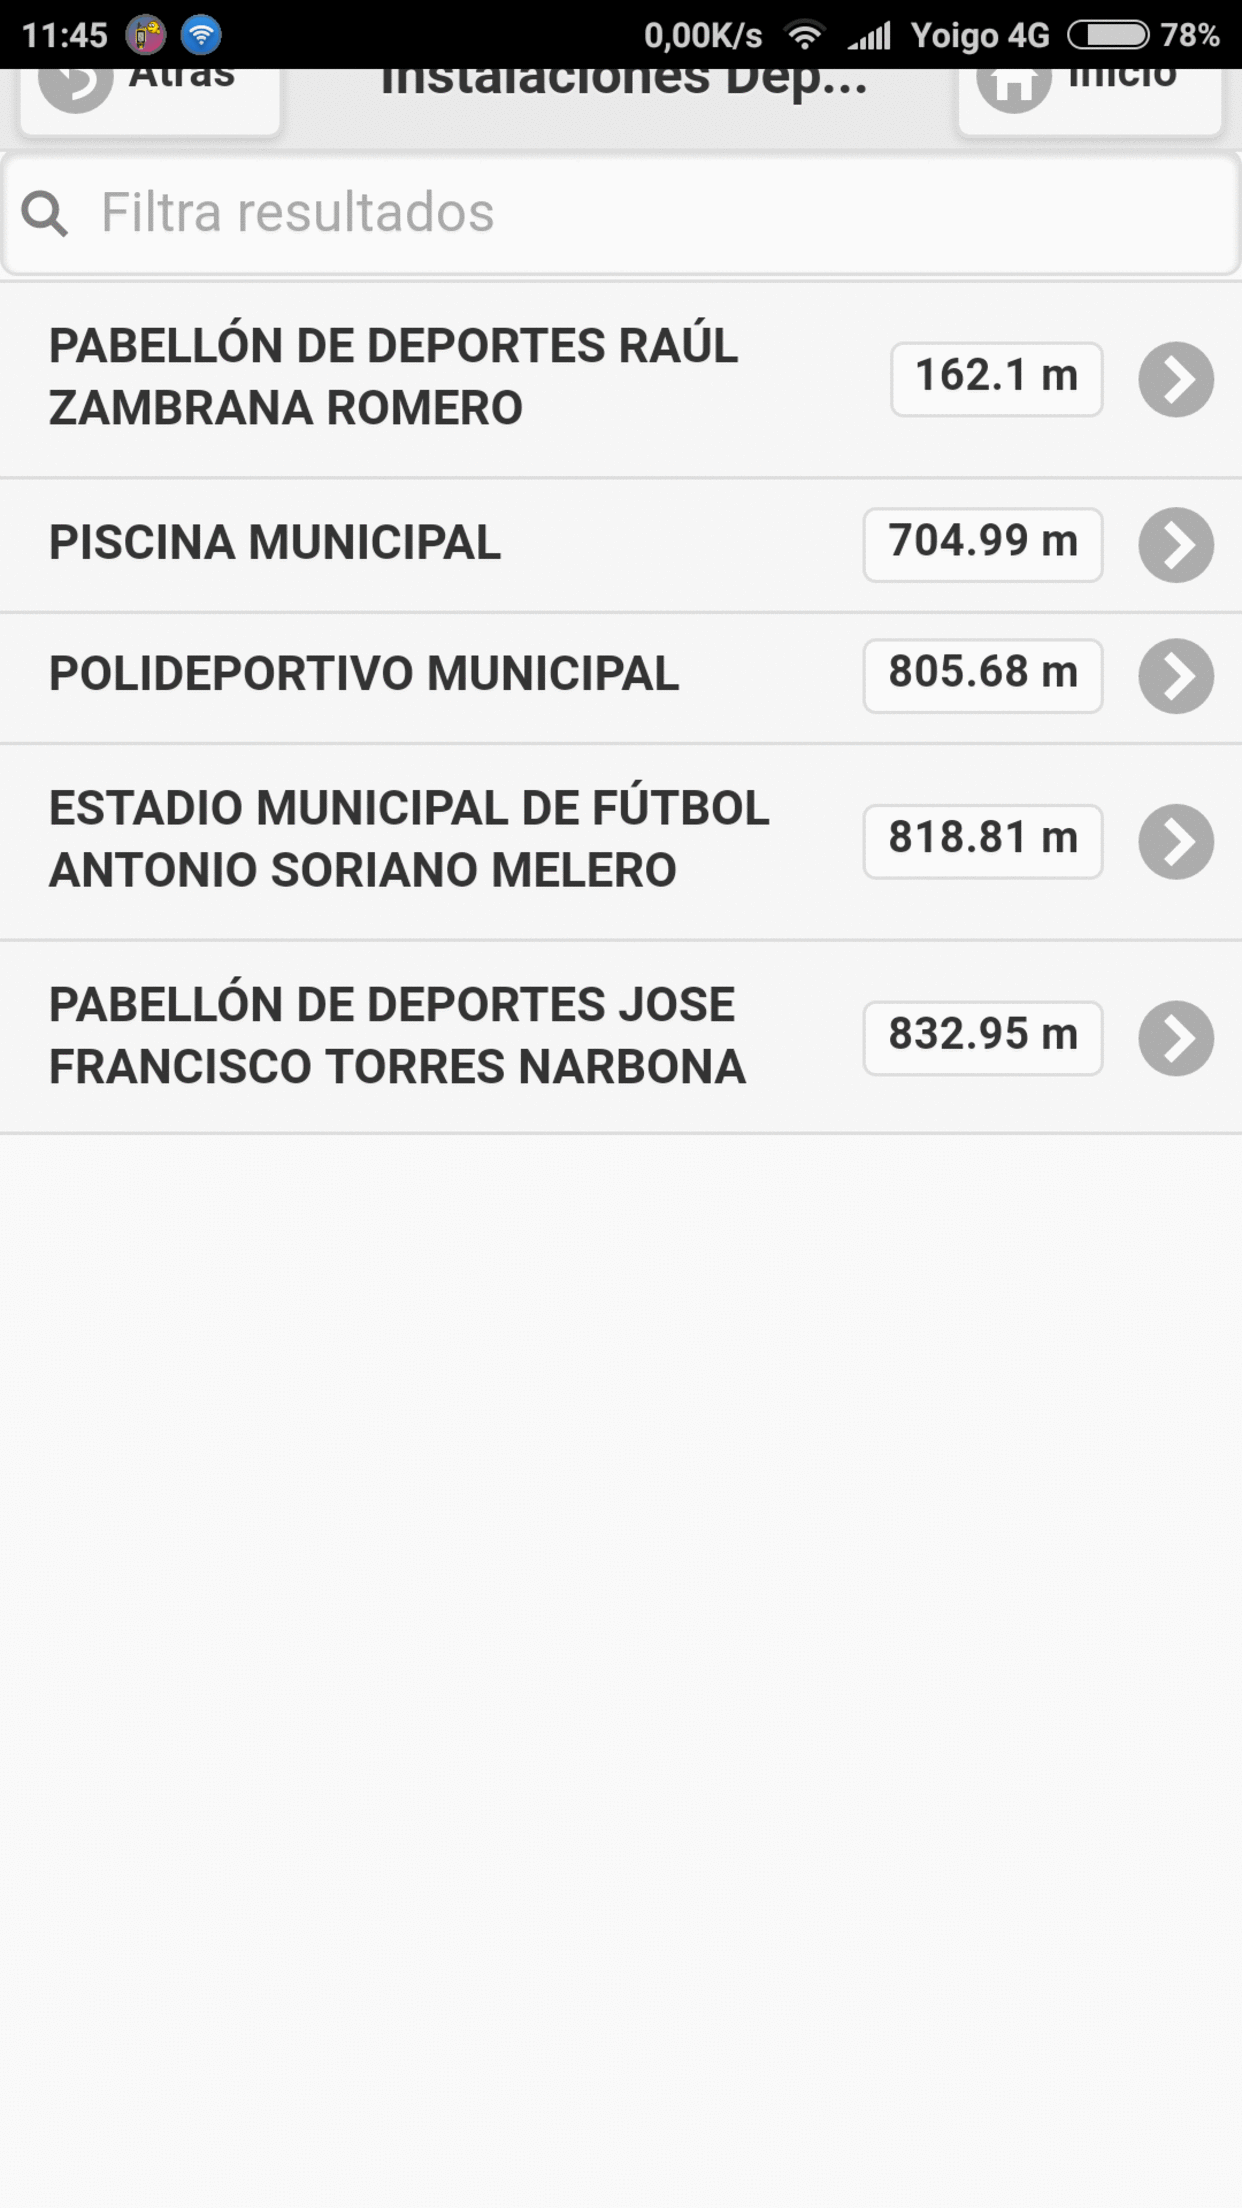 11:45 0,00K/s Yoigo 4G 78%
Atrás Instalaciones Dep... Inicio
Filtra resultados
PABELLÓN DE DEPORTES RAÚL
ZAMBRANA ROMERO
162.1 m
PISCINA MUNICIPAL
704.99 m
POLIDEPORTIVO MUNICIPAL
805.68 m
ESTADIO MUNICIPAL DE FÚTBOL
ANTONIO SORIANO MELERO
818.81 m
PABELLÓN DE DEPORTES JOSE
FRANCISCO TORRES NARBONA
832.95 m